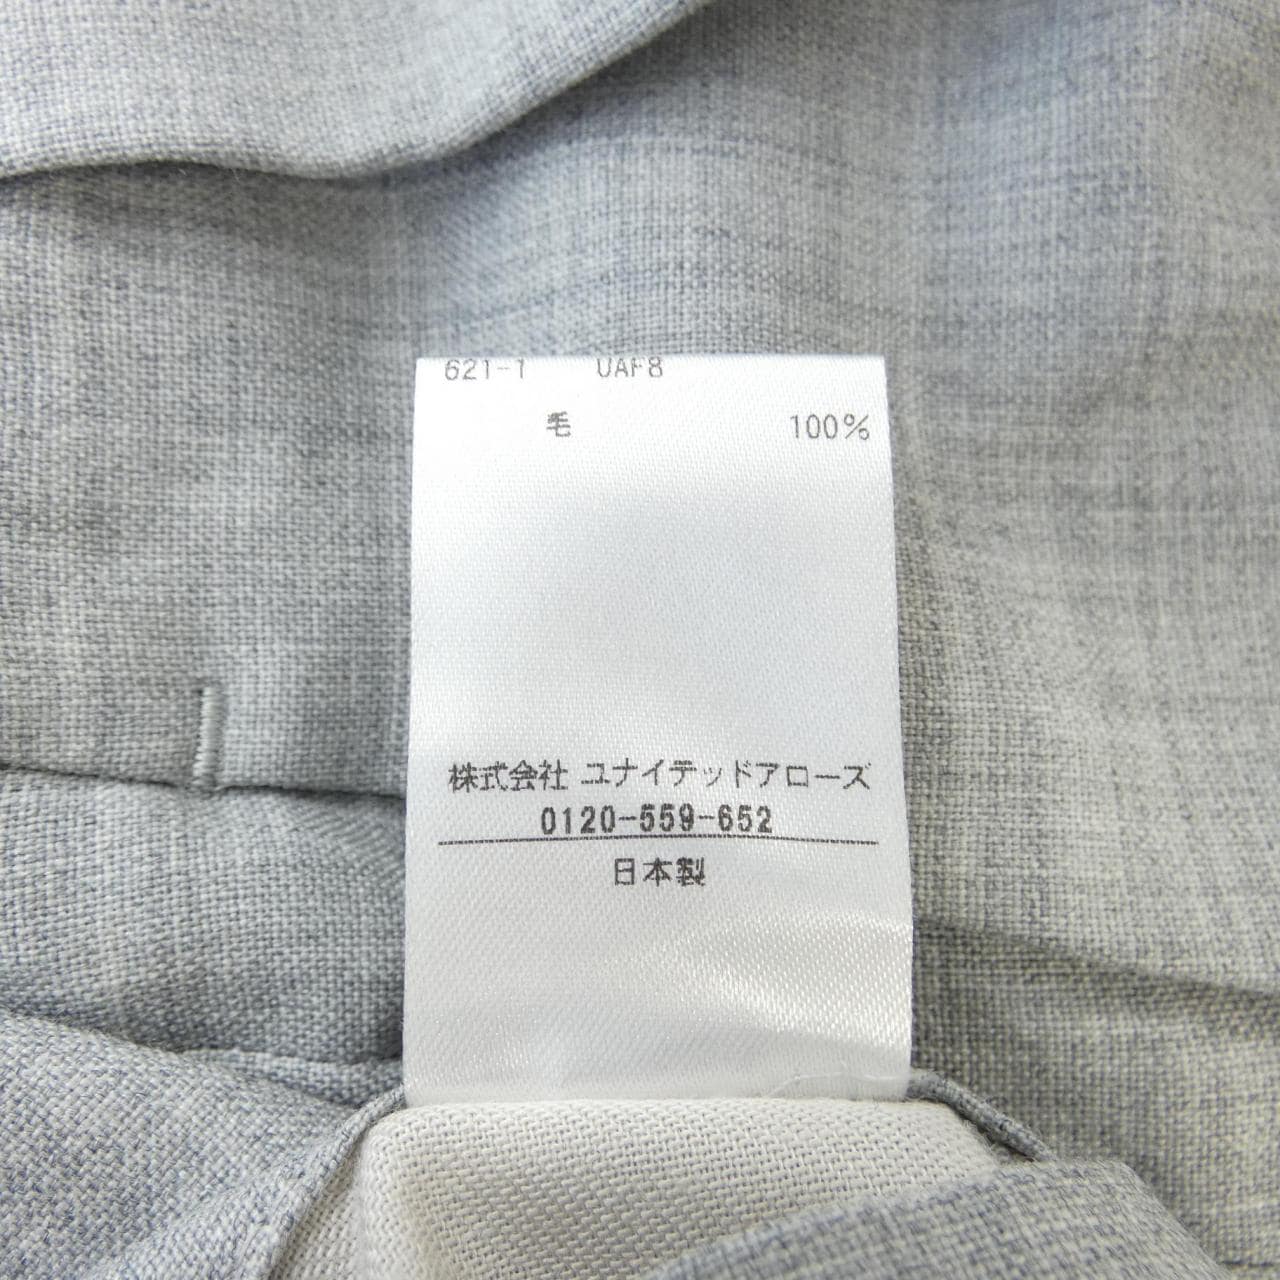 621-1 UAF8
毛 100%
株式会社 ユナイテッドアローズ
0120-559-652
日本製